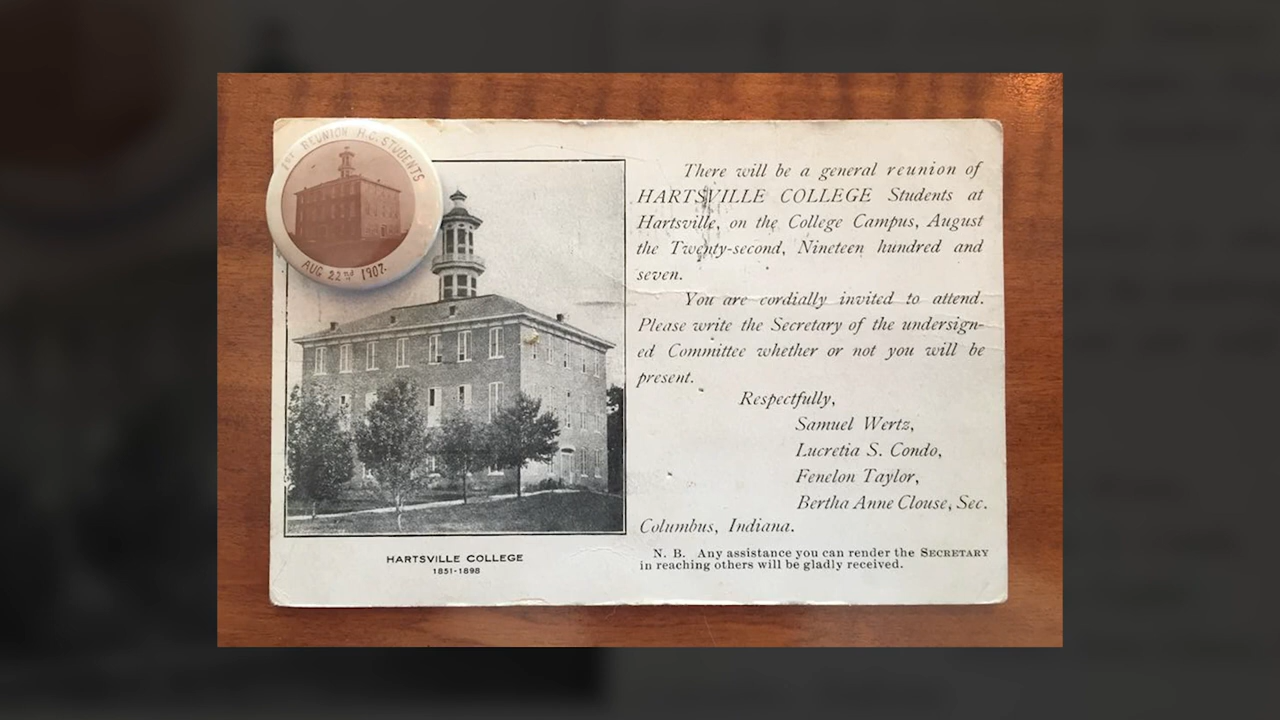 1st REUNION H.C. STUDENTS
AUG 22nd 1907.
HARTSVILLE COLLEGE
1851-1898
There will be a general reunion of
HARTSVILLE COLLEGE Students at
Hartsville, on the College Campus, August
the Twenty-second, Nineteen hundred and
seven.
You are cordially invited to attend.
Please write the Secretary of the undersign-
ed Committee whether or not you will be
present.
Respectfully,
Samuel Wertz,
Lucretia S. Condo,
Fenelon Taylor,
Bertha Anne Clouse, Sec.
Columbus, Indiana.
N. B. Any assistance you can render the SECRETARY
in reaching others will be gladly received.